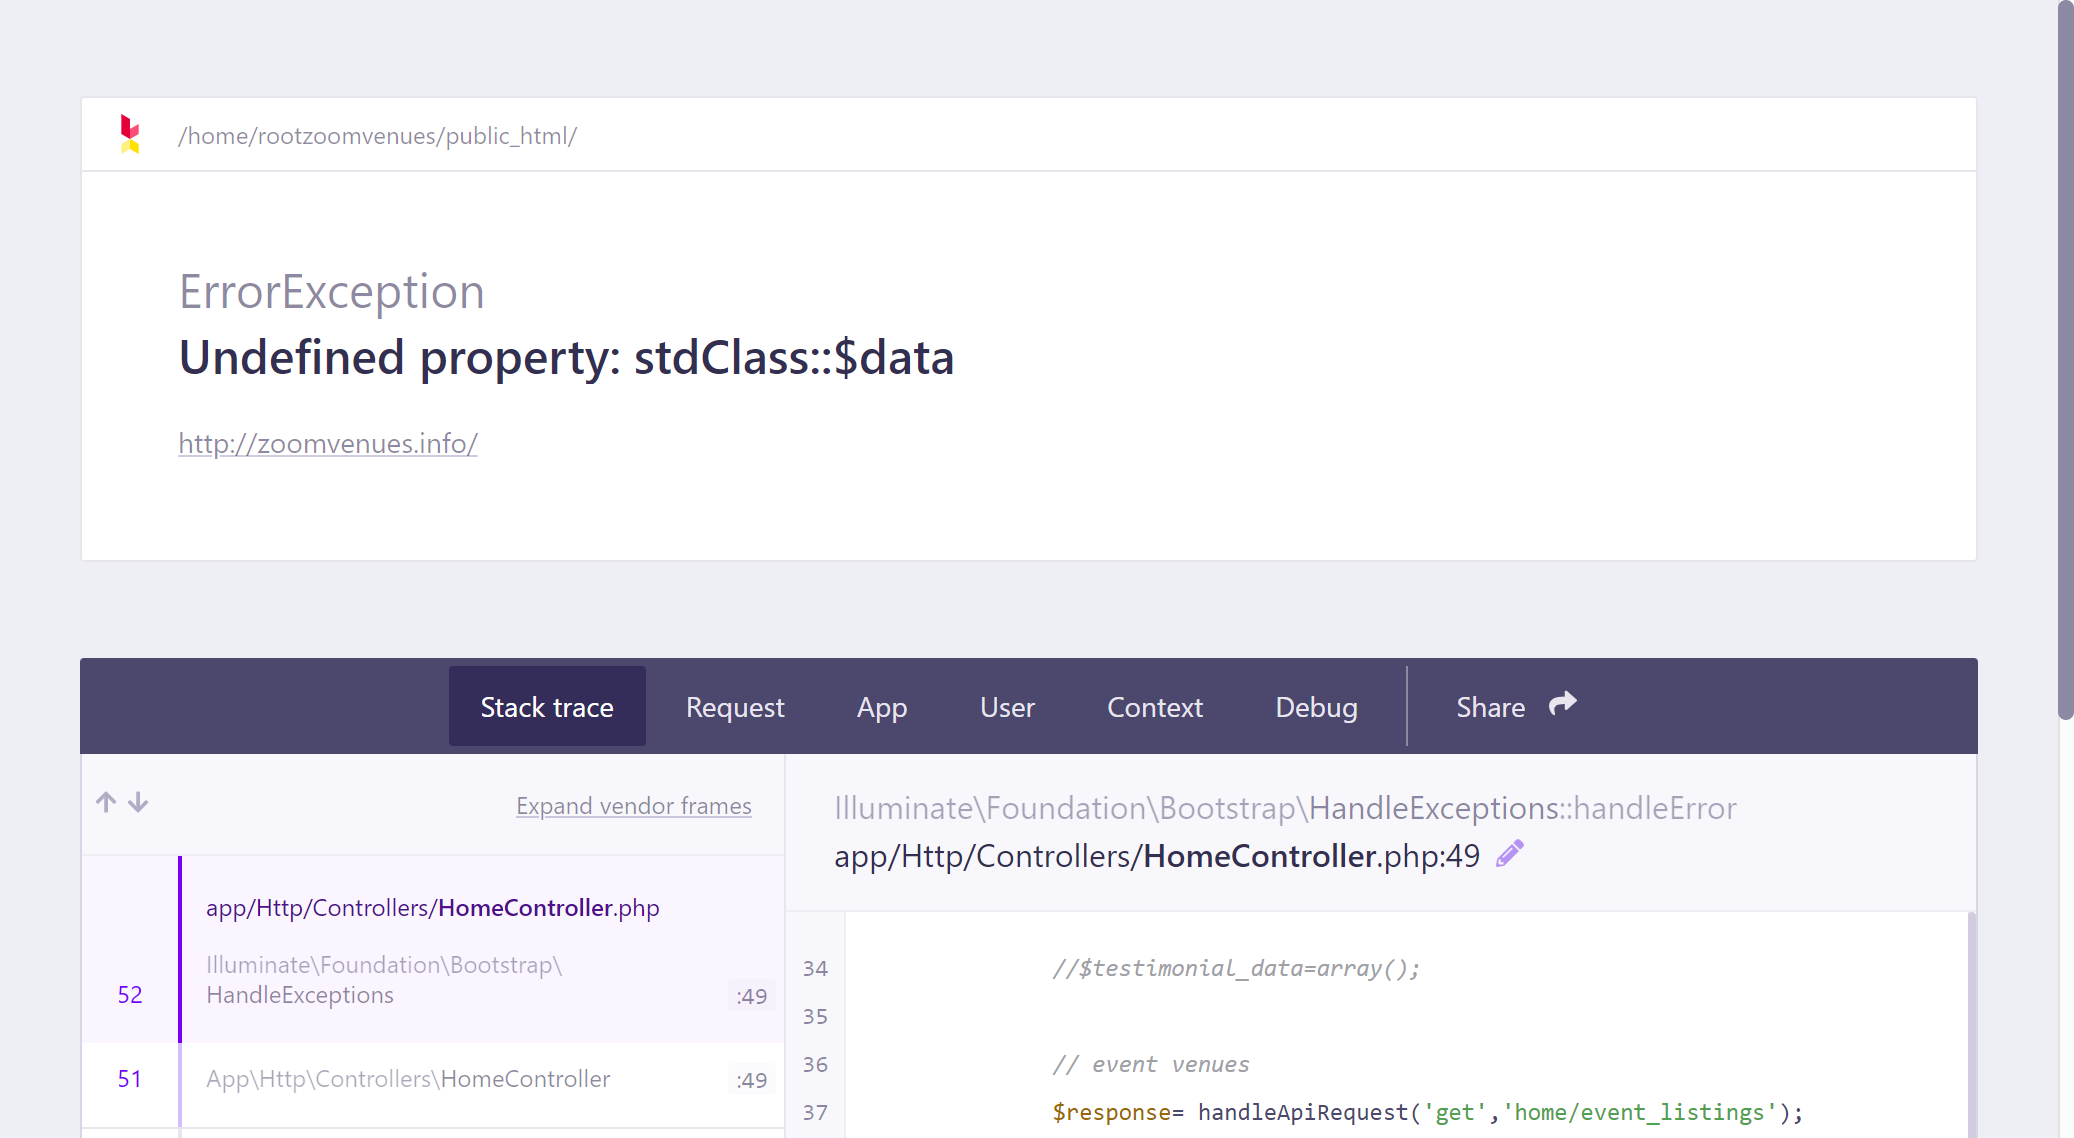 /home/rootzoomvenues/public_html/
ErrorException
Undefined property: stdClass::$data
http://zoomvenues.info/
Stack trace Request App User Context Debug Share
Expand vendor frames
app/Http/Controllers/HomeController.php
Illuminate\Foundation\Bootstrap\
52 HandleExceptions :49
51 App\Http\Controllers\HomeController :49
Illuminate\Foundation\Bootstrap\HandleExceptions::handleError
app/Http/Controllers/HomeController.php:49
34 //$testimonial_data=array();
35
36 // event venues
37 $response= handleApiRequest('get','home/event_listings');